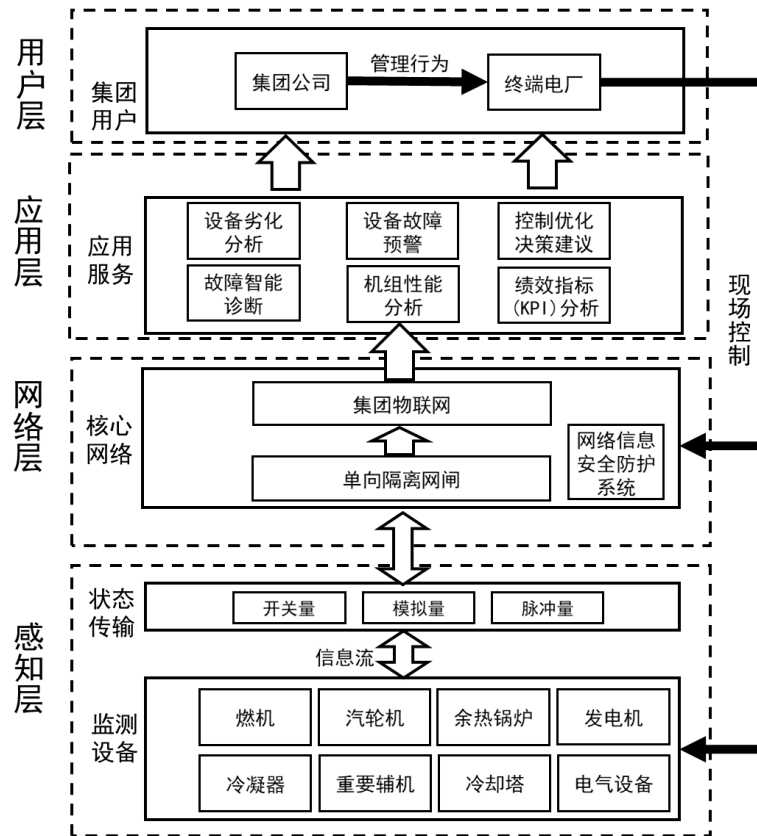 用户层
集团
用户
集团公司
管理行为
终端电厂
应用层
应用
服务
设备劣化
分析
设备故障
预警
控制优化
决策建议
故障智能
诊断
机组性能
分析
绩效指标
(KPI)分析
现场控制
网络层
核心
网络
集团物联网
单向隔离网闸
网络信息
安全防护
系统
感知层
状态
传输
开关量
模拟量
脉冲量
信息流
监测
设备
燃机
汽轮机
余热锅炉
发电机
冷凝器
重要辅机
冷却塔
电气设备